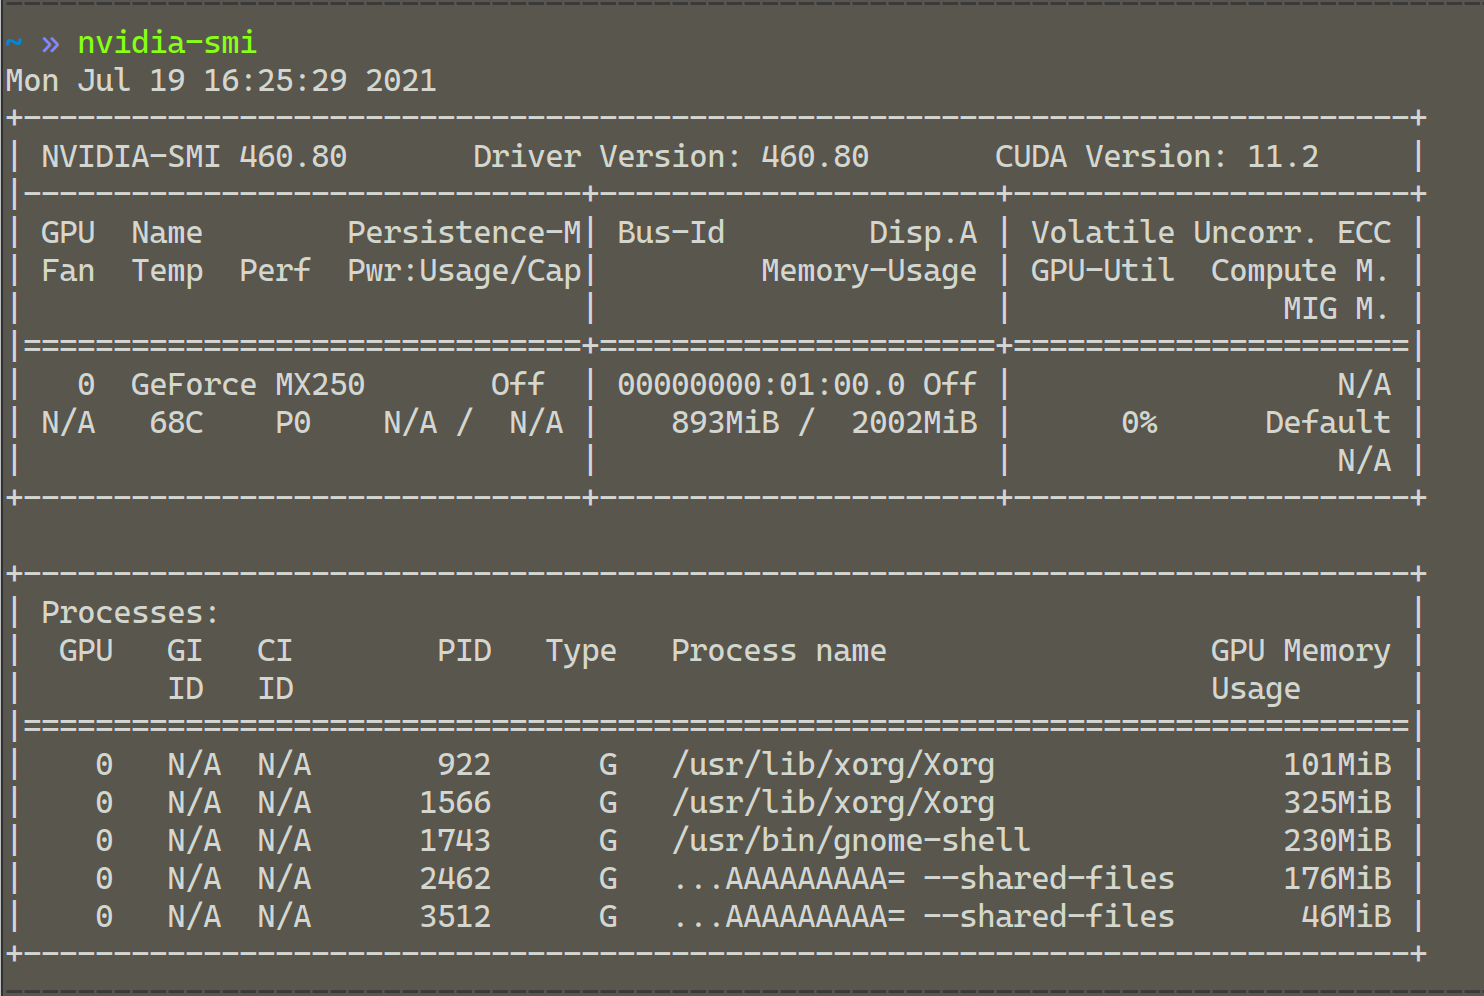 ~ » nvidia-smi
Mon Jul 19 16:25:29 2021
+-----------------------------------------------------------------------------+
| NVIDIA-SMI 460.80       Driver Version: 460.80       CUDA Version: 11.2     |
|-------------------------------+----------------------+----------------------+
| GPU  Name        Persistence-M| Bus-Id        Disp.A | Volatile Uncorr. ECC |
| Fan  Temp  Perf  Pwr:Usage/Cap|         Memory-Usage | GPU-Util  Compute M. |
|                               |                      |               MIG M. |
|===============================+======================+======================|
|   0  GeForce MX250       Off  | 00000000:01:00.0 Off |                  N/A |
| N/A   68C    P0    N/A /  N/A |    893MiB /  2002MiB |      0%      Default |
|                               |                      |                  N/A |
+-------------------------------+----------------------+----------------------+

+-----------------------------------------------------------------------------+
| Processes:                                                                  |
|  GPU   GI   CI        PID   Type   Process name                  GPU Memory |
|        ID   ID                                                   Usage      |
|=============================================================================|
|    0   N/A  N/A       922      G   /usr/lib/xorg/Xorg                101MiB |
|    0   N/A  N/A      1566      G   /usr/lib/xorg/Xorg                325MiB |
|    0   N/A  N/A      1743      G   /usr/bin/gnome-shell              230MiB |
|    0   N/A  N/A      2462      G   ...AAAAAAAAA= --shared-files      176MiB |
|    0   N/A  N/A      3512      G   ...AAAAAAAAA= --shared-files       46MiB |
+-----------------------------------------------------------------------------+